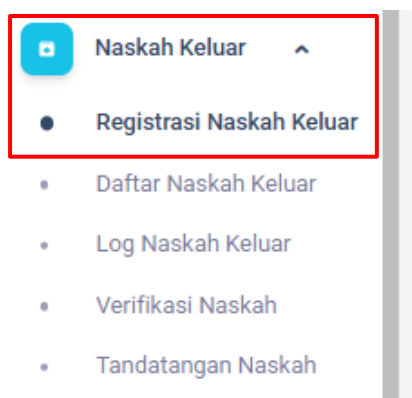 Naskah Keluar
Registrasi Naskah Keluar
Daftar Naskah Keluar
Log Naskah Keluar
Verifikasi Naskah
Tandatangan Naskah